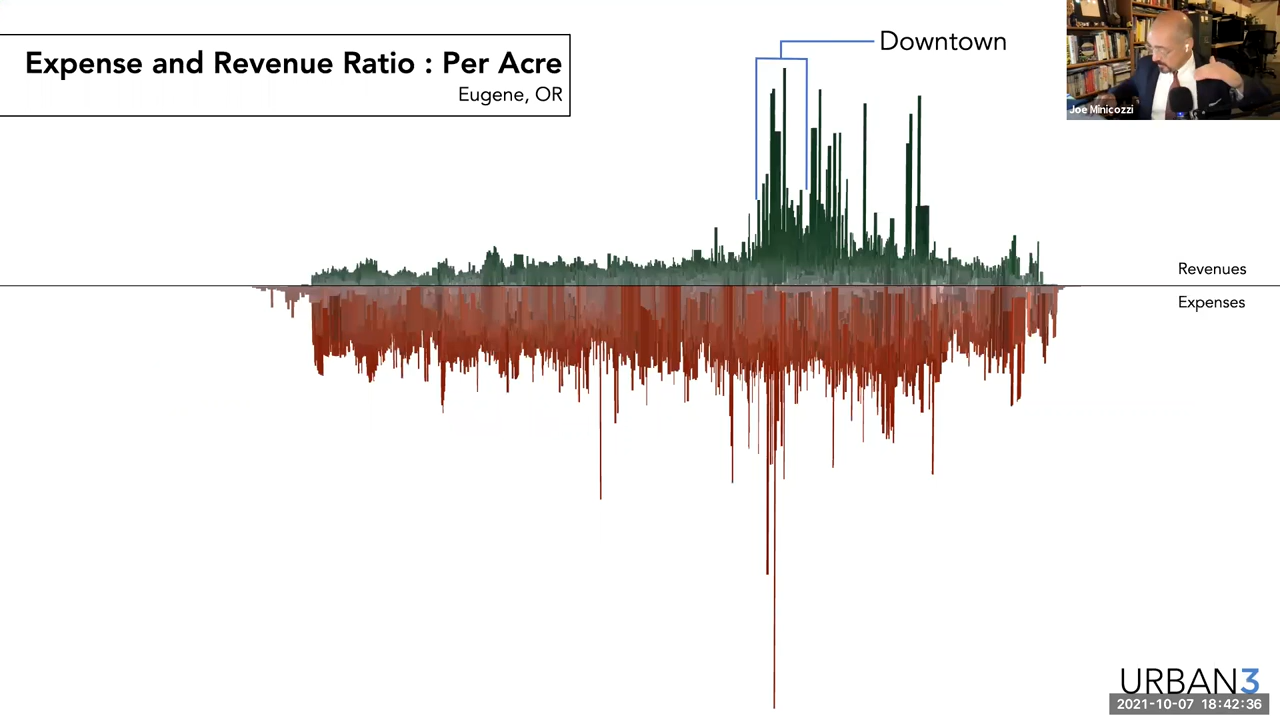 Expense and Revenue Ratio : Per Acre
Eugene, OR
Downtown
Joe Minicozzi
Revenues
Expenses
URBAN3
2021-10-07 18:42:36